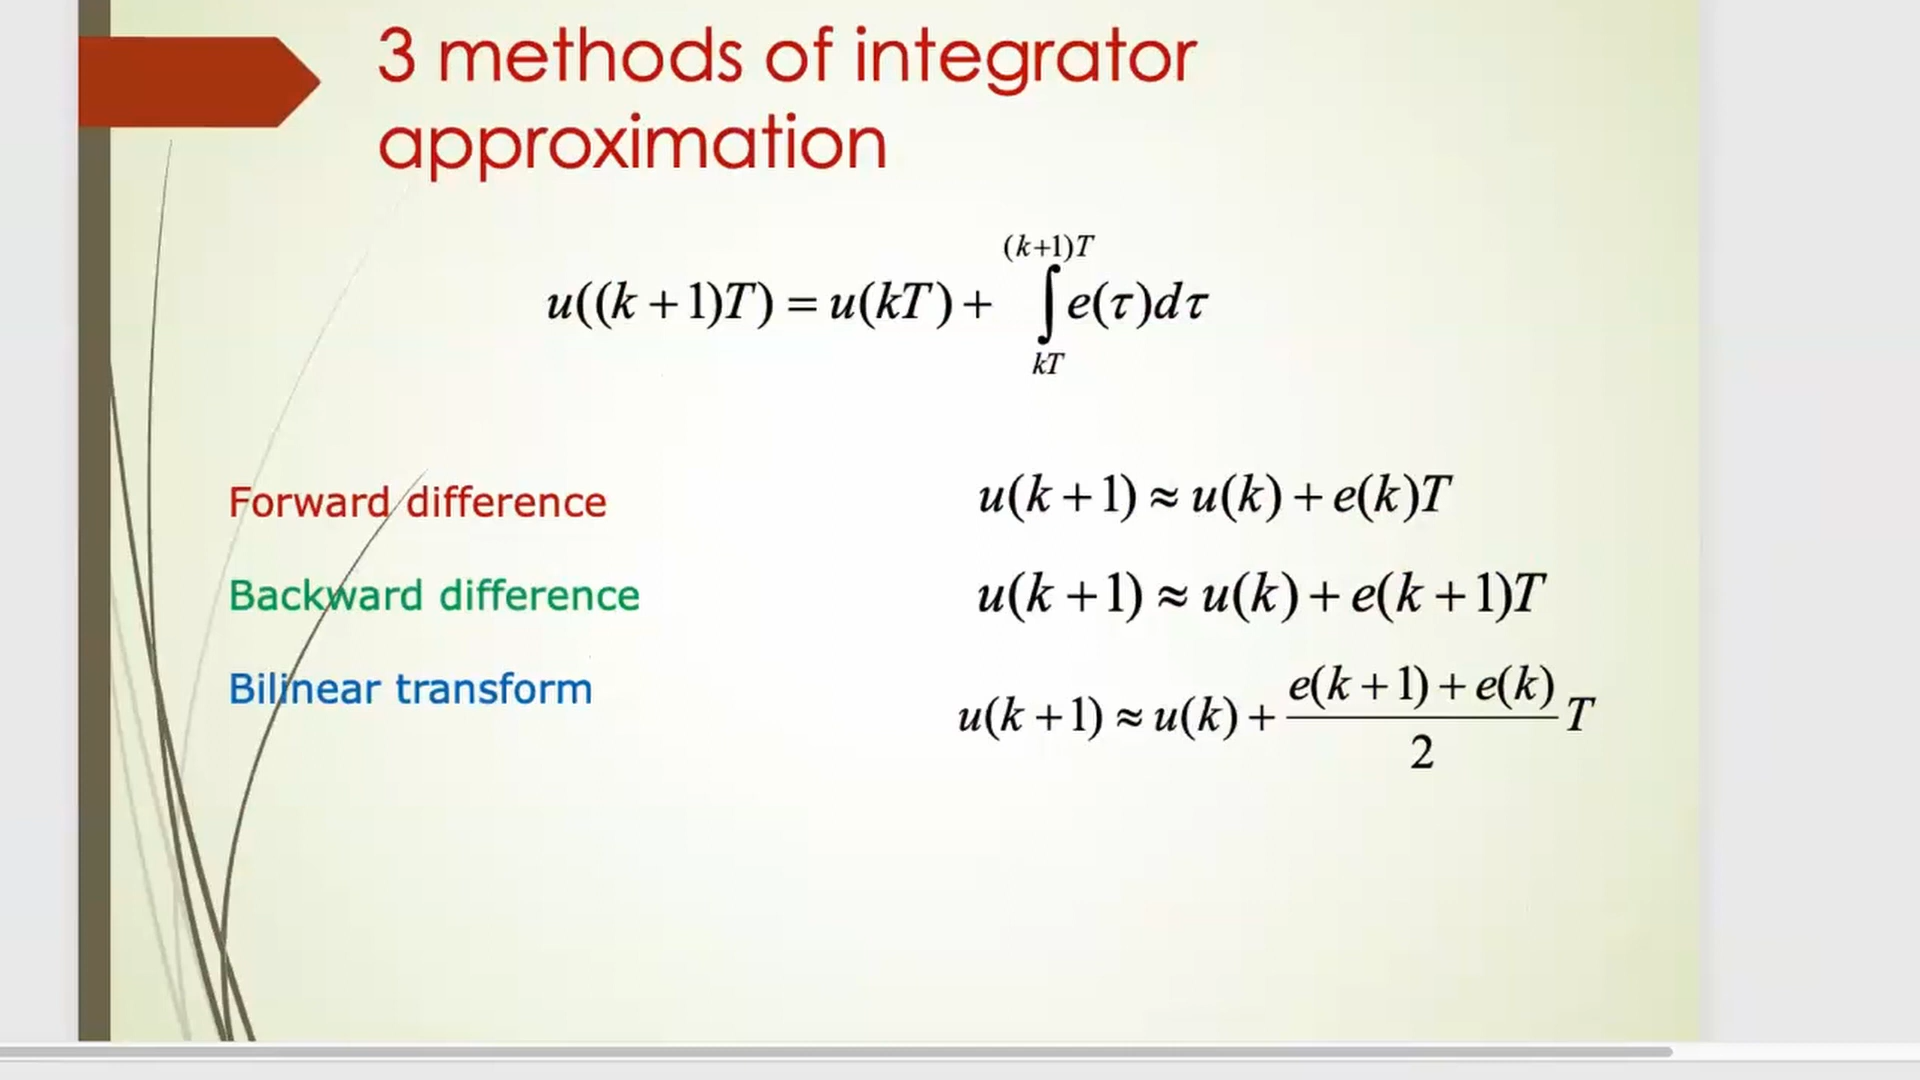 3 methods of integrator
approximation
u((k+1)T) = u(kT) + ∫_{kT}^{(k+1)T} e(τ)dτ
Forward difference u(k+1) ≈ u(k) + e(k)T
Backward difference u(k+1) ≈ u(k) + e(k+1)T
Bilinear transform u(k+1) ≈ u(k) + \frac{e(k+1)+e(k)}{2} T